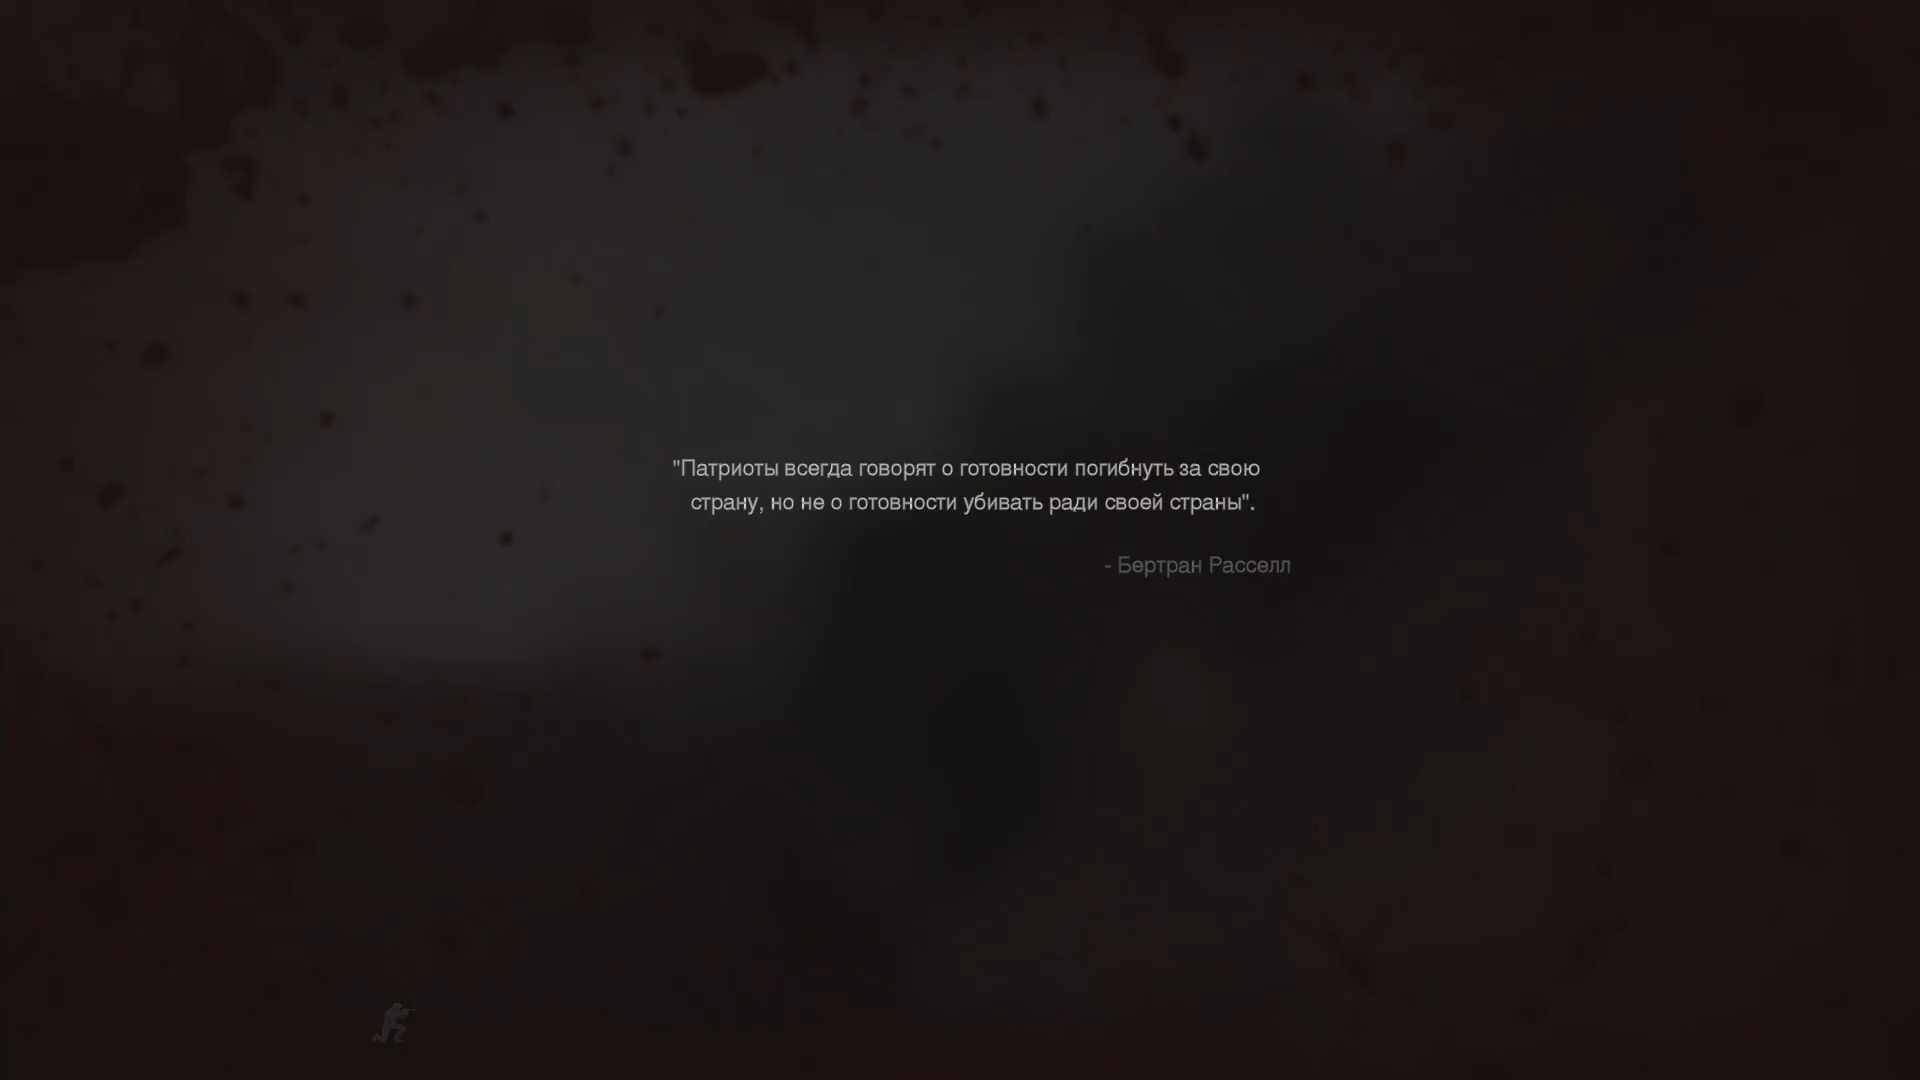 "Патриоты всегда говорят о готовности погибнуть за свою
страну, но не о готовности убивать ради своей страны".
- Бертран Расселл